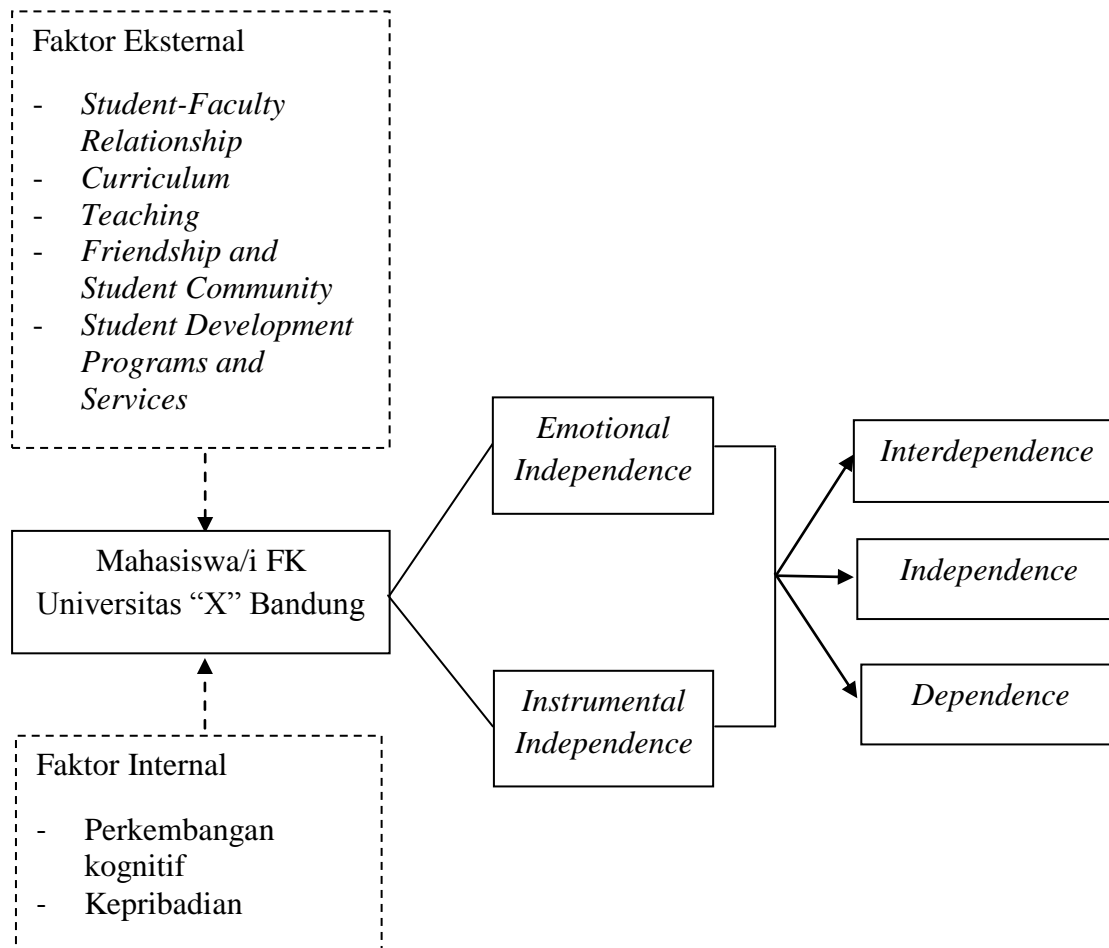 Faktor Eksternal
- Student-Faculty
Relationship
- Curriculum
- Teaching
- Friendship and
Student Community
- Student Development
Programs and
Services
Mahasiswa/i FK
Universitas “X” Bandung
Faktor Internal
- Perkembangan
kognitif
- Kepribadian
Emotional
Independence
Instrumental
Independence
Interdependence
Independence
Dependence